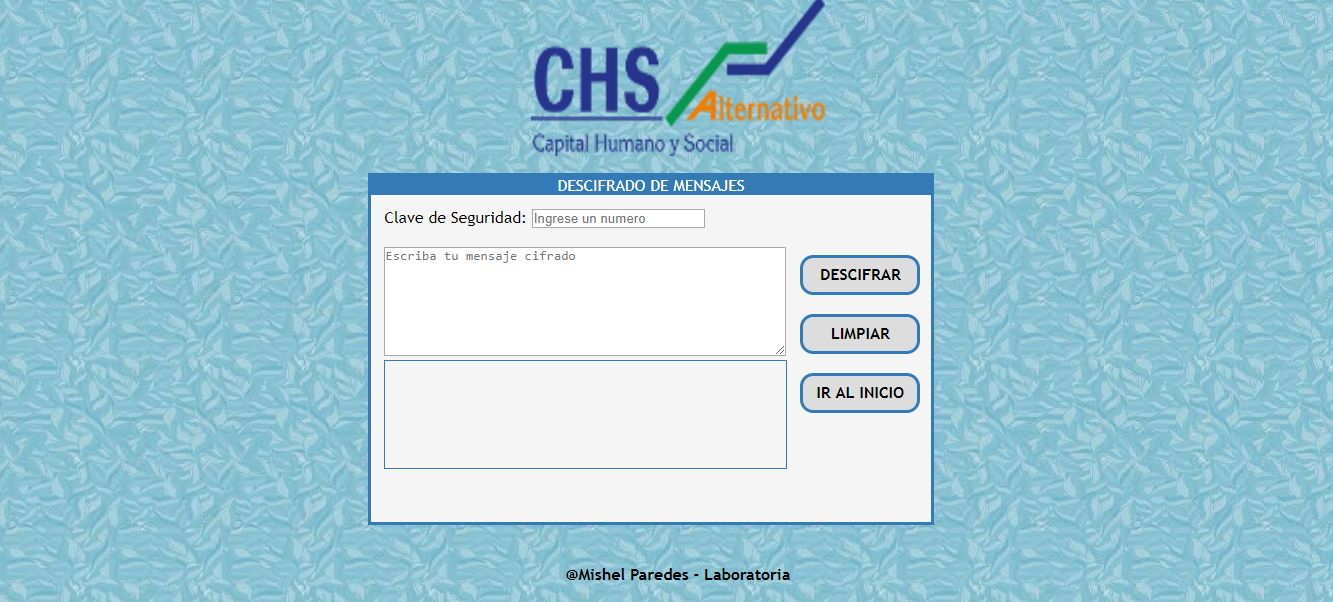 CHS
Alternativo
Capital Humano y Social
DESCIFRADO DE MENSAJES
Clave de Seguridad: Ingrese un numero
Escriba tu mensaje cifrado
DESCIFRAR
LIMPIAR
IR AL INICIO
@Mishel Paredes - Laboratoria